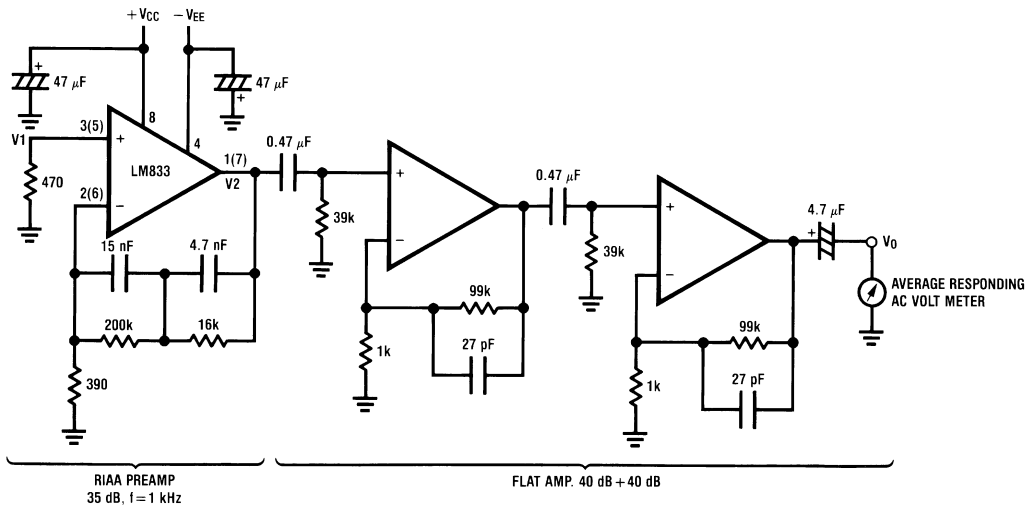 +VCC
−VEE
+
47 µF
47 µF
+
8
3(5)
V1
+
4
0.47 µF
LM833
1(7)
V2
470
2(6)
−
+
0.47 µF
39k
15 nF
4.7 nF
−
+
4.7 µF
+
VO
39k
AVERAGE RESPONDING
AC VOLT METER
−
99k
200k
16k
1k
27 pF
99k
390
1k
27 pF
RIAA PREAMP
35 dB, f=1 kHz
FLAT AMP. 40 dB+40 dB